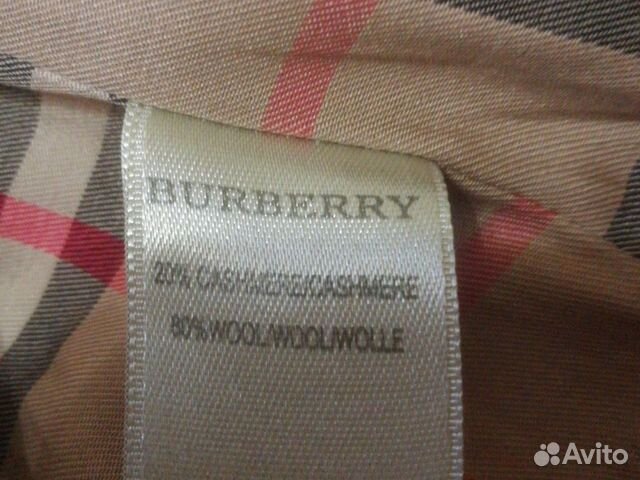 BURBERRY
20% CASHMERE/CASHMERE
80% WOOL/WOOL/WOLLE
Avito